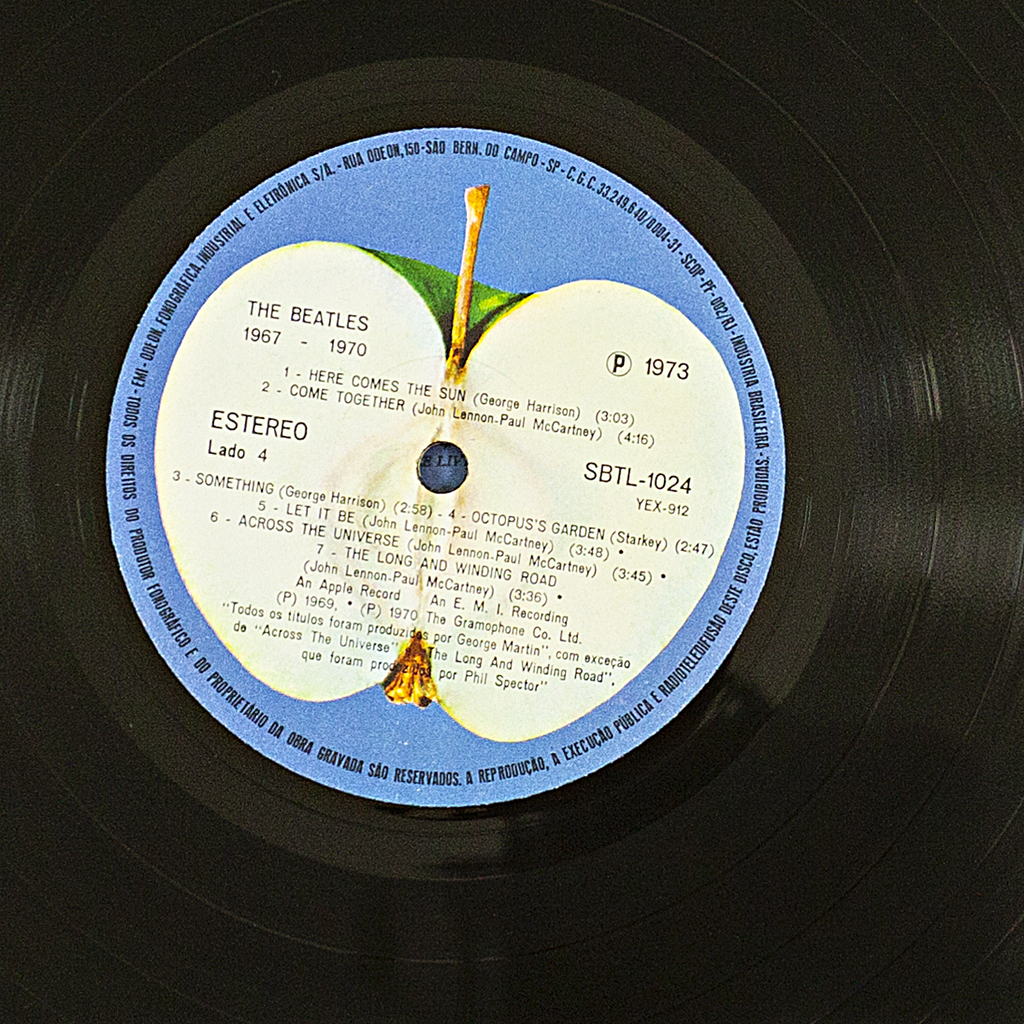 EMI - ODEON, FONOGRÁFICA, INDUSTRIAL E ELETRÔNICA S/A. - RUA ODEON, 150 - SÃO BERN. DO CAMPO - SP - C.G.C. 33.249.640/0004-31 - SCDP-PF - 002/RJ - INDÚSTRIA BRASILEIRA
THE BEATLES
1967 - 1970
Ⓟ 1973
1 - HERE COMES THE SUN (George Harrison) (3:03)
2 - COME TOGETHER (John Lennon-Paul McCartney) (4:16)
ESTEREO
Lado 4
SBTL-1024
YEX-912
3 - SOMETHING (George Harrison) (2:58) - 4 - OCTOPUS'S GARDEN (Starkey) (2:47)
5 - LET IT BE (John Lennon-Paul McCartney) (3:48) •
6 - ACROSS THE UNIVERSE (John Lennon-Paul McCartney) (3:45) •
7 - THE LONG AND WINDING ROAD
(John Lennon-Paul McCartney) (3:36) •
An Apple Record An E. M. I. Recording
(P) 1969, • (P) 1970 The Gramophone Co. Ltd.
"Todos os títulos foram produzidos por George Martin", com exceção
de "Across The Universe" The Long And Winding Road",
que foram produzidos por Phil Spector"
TODOS OS DIREITOS DO PRODUTOR FONOGRÁFICO E DO PROPRIETÁRIO DA OBRA GRAVADA SÃO RESERVADOS. A REPRODUÇÃO, A EXECUÇÃO PÚBLICA E RADIOTELEDIFUSÃO DESTE DISCO, ESTÃO PROIBIDAS.